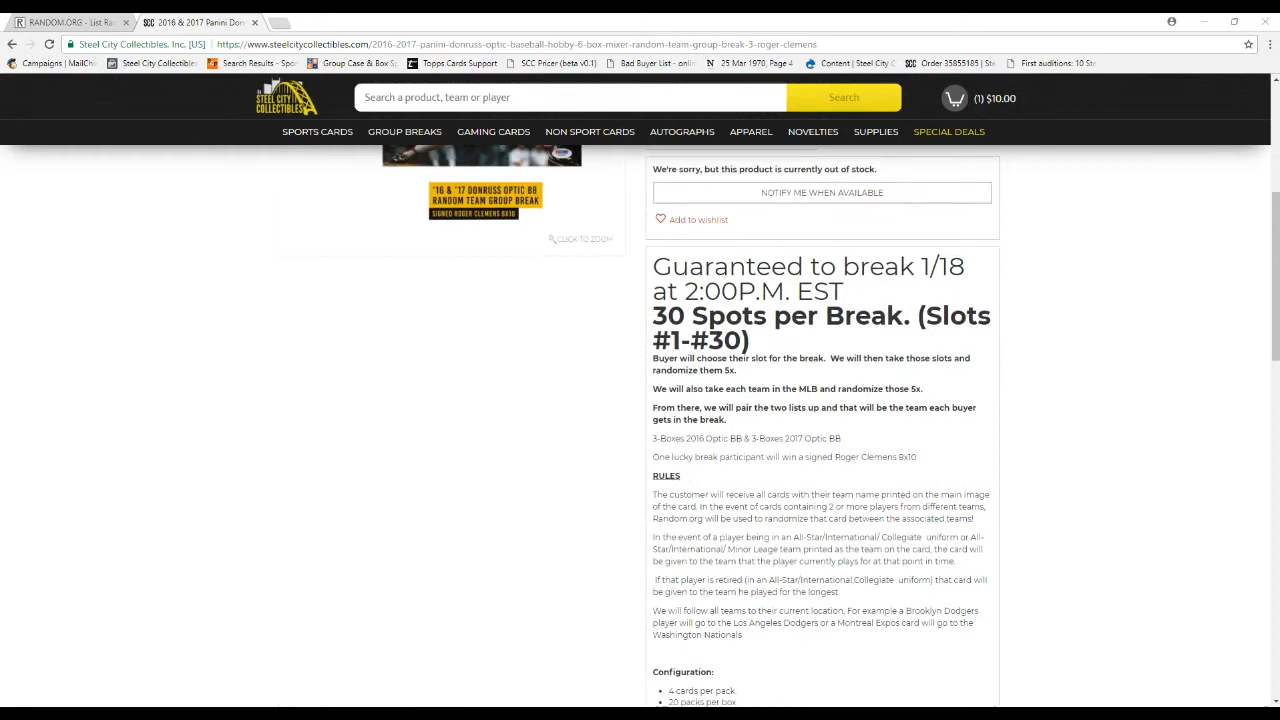 RANDOM.ORG - List Ra
SCC 2016 & 2017 Panini Don
Steel City Collectibles, Inc. [US]
https://www.steelcitycollectibles.com/2016-2017-panini-donruss-optic-baseball-hobby-6-box-mixer-random-team-group-break-3-roger-clemens
Campaigns | MailCh
Steel City Collectibles
Search Results - Spo
Group Case & Box S
Topps Cards Support
SCC Pricer (beta v0.1)
Bad Buyer List - onlin
25 Mar 1970, Page 4
Content | Steel City C
Order 35855185 | St
First auditions: 10 St
STEEL CITY
COLLECTIBLES
Search a product, team or player
Search
(1) $10.00
SPORTS CARDS
GROUP BREAKS
GAMING CARDS
NON SPORT CARDS
AUTOGRAPHS
APPAREL
NOVELTIES
SUPPLIES
SPECIAL DEALS
'16 & '17 DONRUSS OPTIC BB
RANDOM TEAM GROUP BREAK
SIGNED ROGER CLEMENS 8X10
CLICK TO ZOOM
We're sorry, but this product is currently out of stock.
NOTIFY ME WHEN AVAILABLE
Add to wishlist
Guaranteed to break 1/18
at 2:00P.M. EST
30 Spots per Break. (Slots
#1-#30)
Buyer will choose their slot for the break. We will then take those slots and
randomize them 5x.
We will also take each team in the MLB and randomize those 5x.
From there, we will pair the two lists up and that will be the team each buyer
gets in the break.
3-Boxes 2016 Optic BB & 3-Boxes 2017 Optic BB
One lucky break participant will win a signed Roger Clemens 8x10
RULES
The customer will receive all cards with their team name printed on the main image
of the card. In the event of cards containing 2 or more players from different teams,
Random.org will be used to randomize that card between the associated teams!
In the event of a player being in an All-Star/International/ Collegiate uniform or All-
Star/International/ Minor Leage team printed as the team on the card, the card will
be given to the team that the player currently plays for at that point in time.
If that player is retired (in an All-Star/International,Collegiate uniform) that card will
be given to the team he played for the longest
We will follow all teams to their current location, For example a Brooklyn Dodgers
player will go to the Los Angeles Dodgers or a Montreal Expos card will go to the
Washington Nationals
Configuration:
4 cards per pack.
20 packs per box